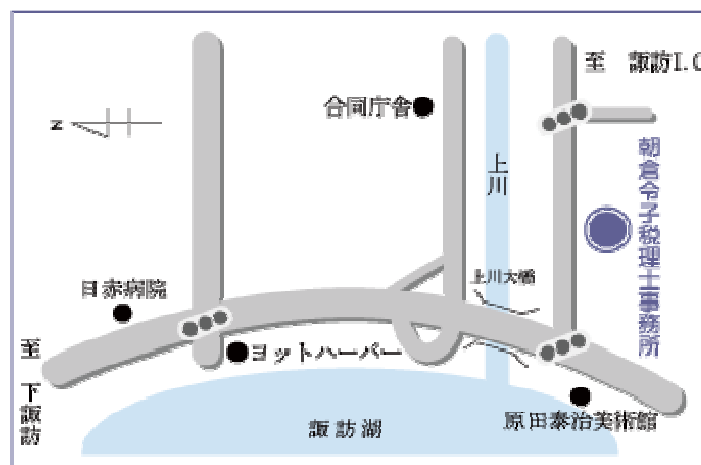 至 諏訪I.C
合同庁舎
N
上川
朝倉令子税理士事務所
上川大橋
日赤病院
ヨットハーバー
至 下諏訪
原田泰治美術館
諏訪湖